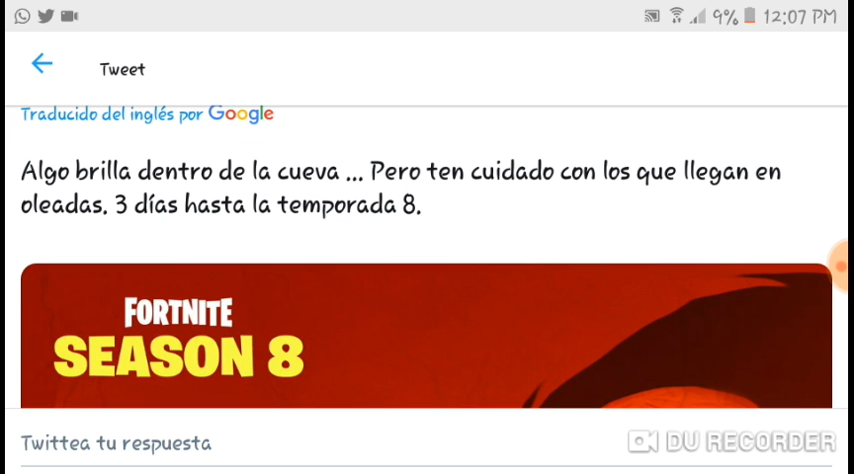 9% 12:07 PM
Tweet
Traducido del inglés por Google
Algo brilla dentro de la cueva ... Pero ten cuidado con los que llegan en
oleadas. 3 días hasta la temporada 8.
FORTNITE
SEASON 8
Twittea tu respuesta
DU RECORDER